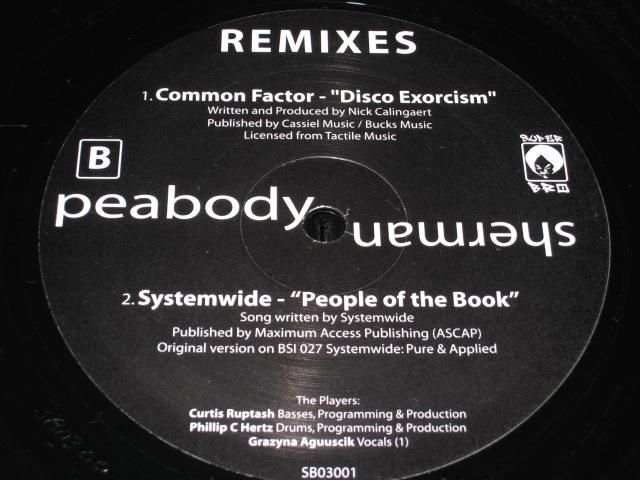 REMIXES
1. Common Factor - "Disco Exorcism"
Written and Produced by Nick Calingaert
Published by Cassiel Music / Bucks Music
Licensed from Tactile Music
B
SUPER
BRO
peabody
sherman
2. Systemwide - “People of the Book”
Song written by Systemwide
Published by Maximum Access Publishing (ASCAP)
Original version on BSI 027 Systemwide: Pure & Applied
The Players:
Curtis Ruptash Basses, Programming & Production
Phillip C Hertz Drums, Programming & Production
Grazyna Aguuscik Vocals (1)
SB03001